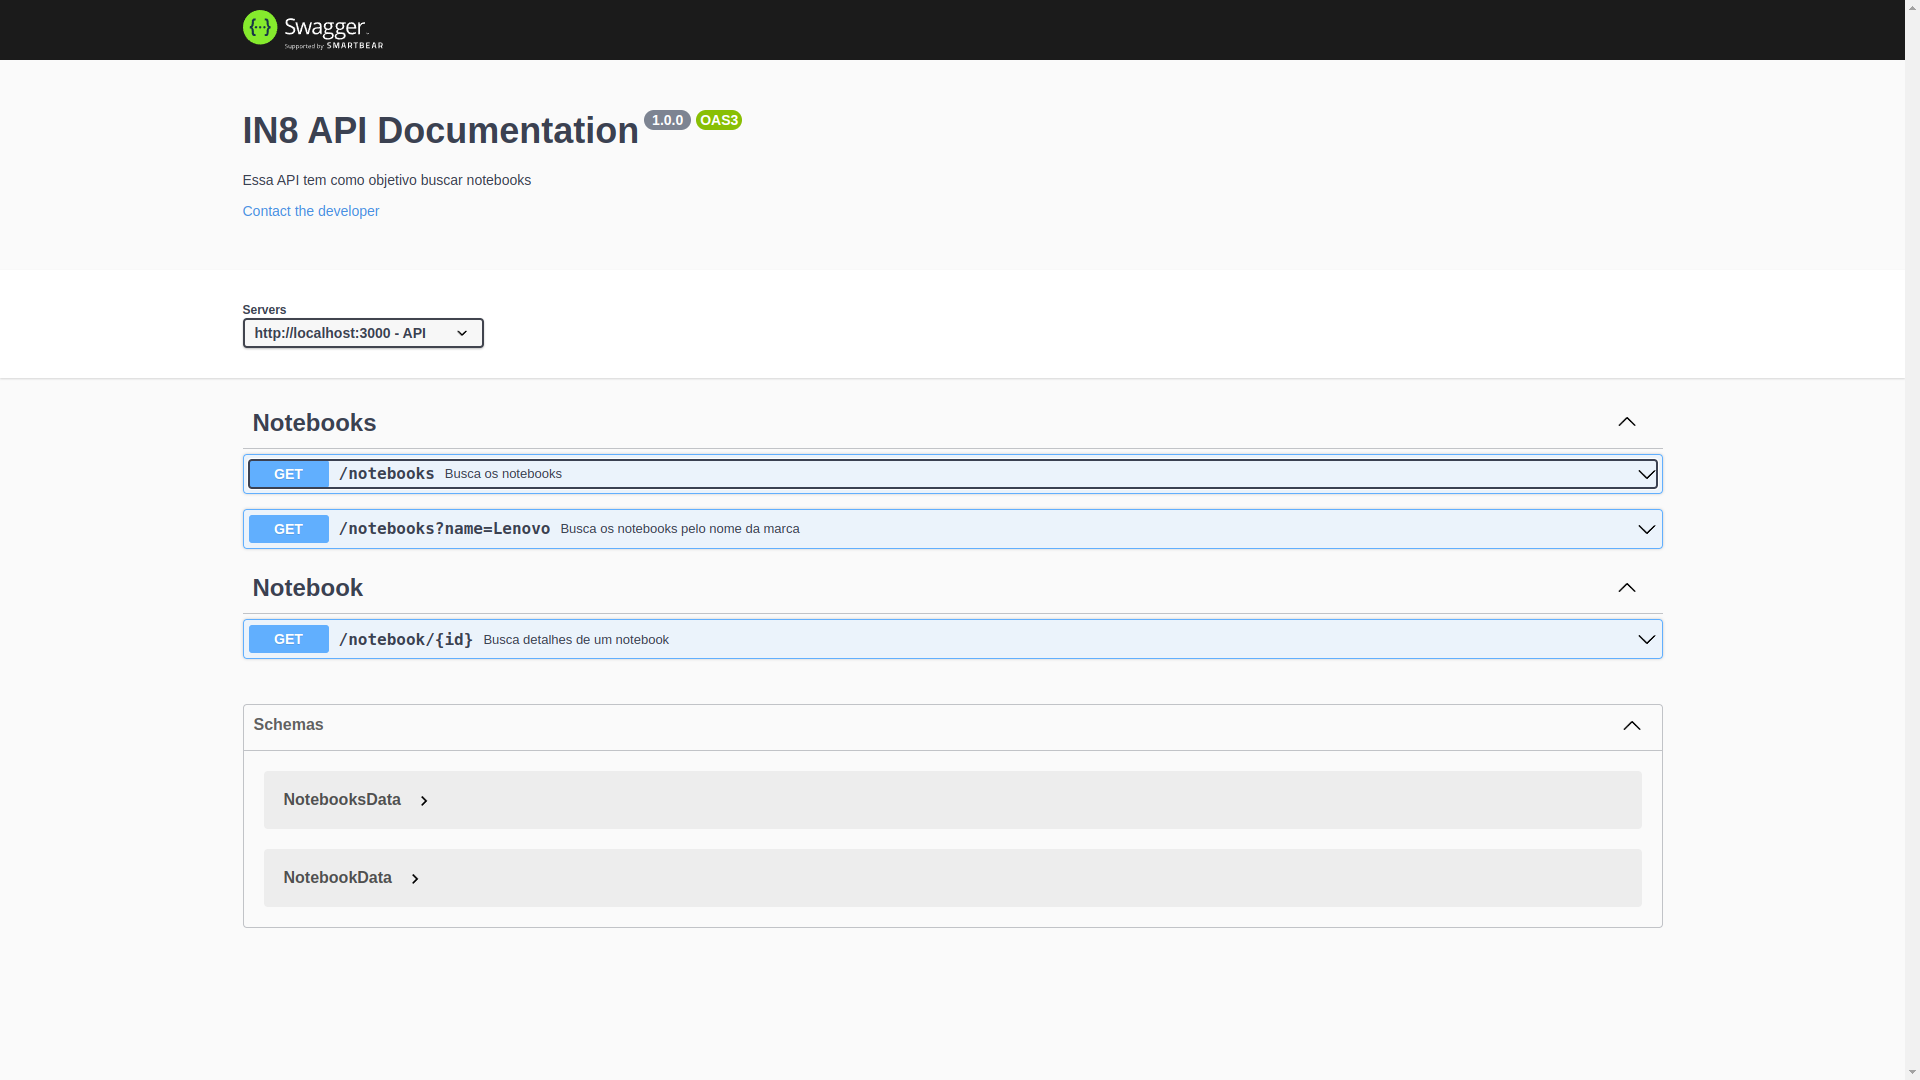 Swagger
Supported by SMARTBEAR
IN8 API Documentation 1.0.0 OAS3
Essa API tem como objetivo buscar notebooks
Contact the developer
Servers
http://localhost:3000 - API
Notebooks
GET /notebooks Busca os notebooks
GET /notebooks?name=Lenovo Busca os notebooks pelo nome da marca
Notebook
GET /notebook/{id} Busca detalhes de um notebook
Schemas
NotebooksData
NotebookData